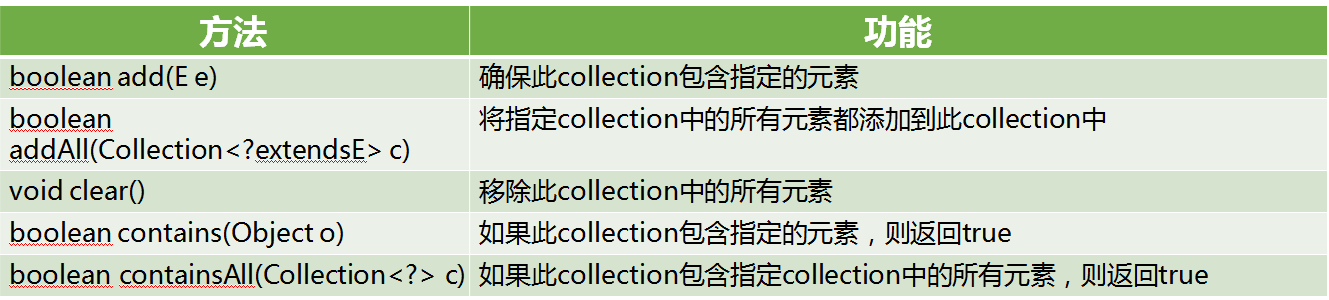 方法
功能
boolean add(E e)
确保此collection包含指定的元素
boolean
addAll(Collection<?extendsE> c)
将指定collection中的所有元素都添加到此collection中
void clear()
移除此collection中的所有元素
boolean contains(Object o)
如果此collection包含指定的元素，则返回true
boolean containsAll(Collection<?> c)
如果此collection包含指定collection中的所有元素，则返回true